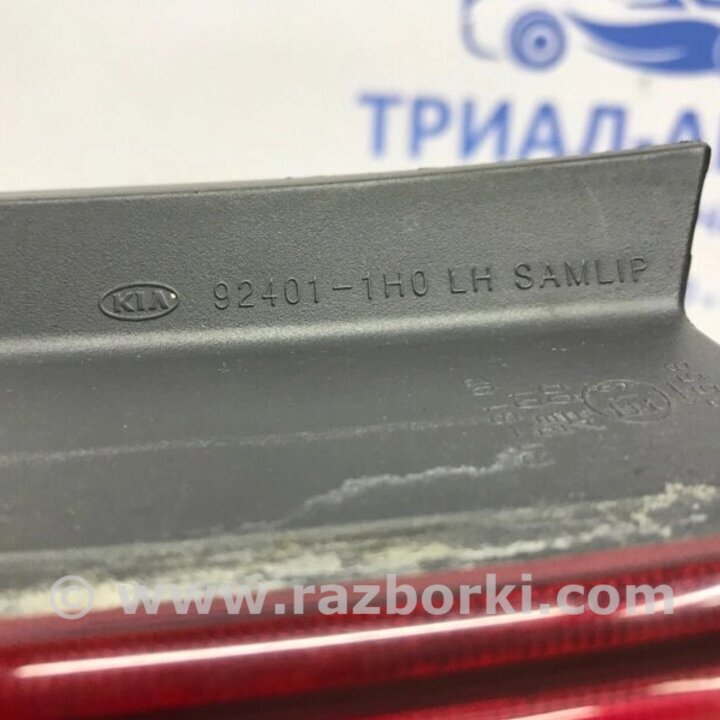 ТРИАЛ-А
KIA 92401-1H0 LH SAMLIP
© www.razborki.com